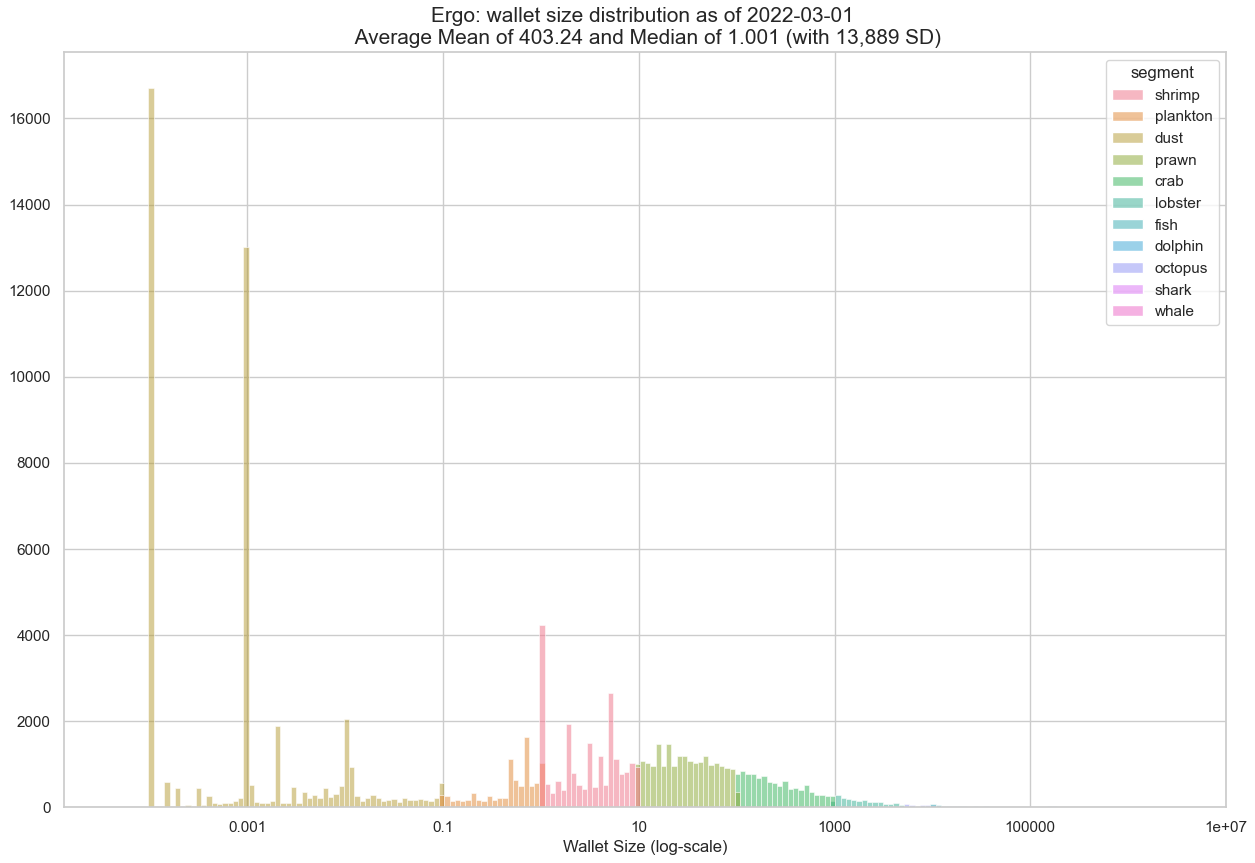 Ergo: wallet size distribution as of 2022-03-01
Average Mean of 403.24 and Median of 1.001 (with 13,889 SD)
segment
shrimp
plankton
dust
prawn
crab
lobster
fish
dolphin
octopus
shark
whale
16000
14000
12000
10000
8000
6000
4000
2000
0
0.001
0.1
10
1000
100000
1e+07
Wallet Size (log-scale)